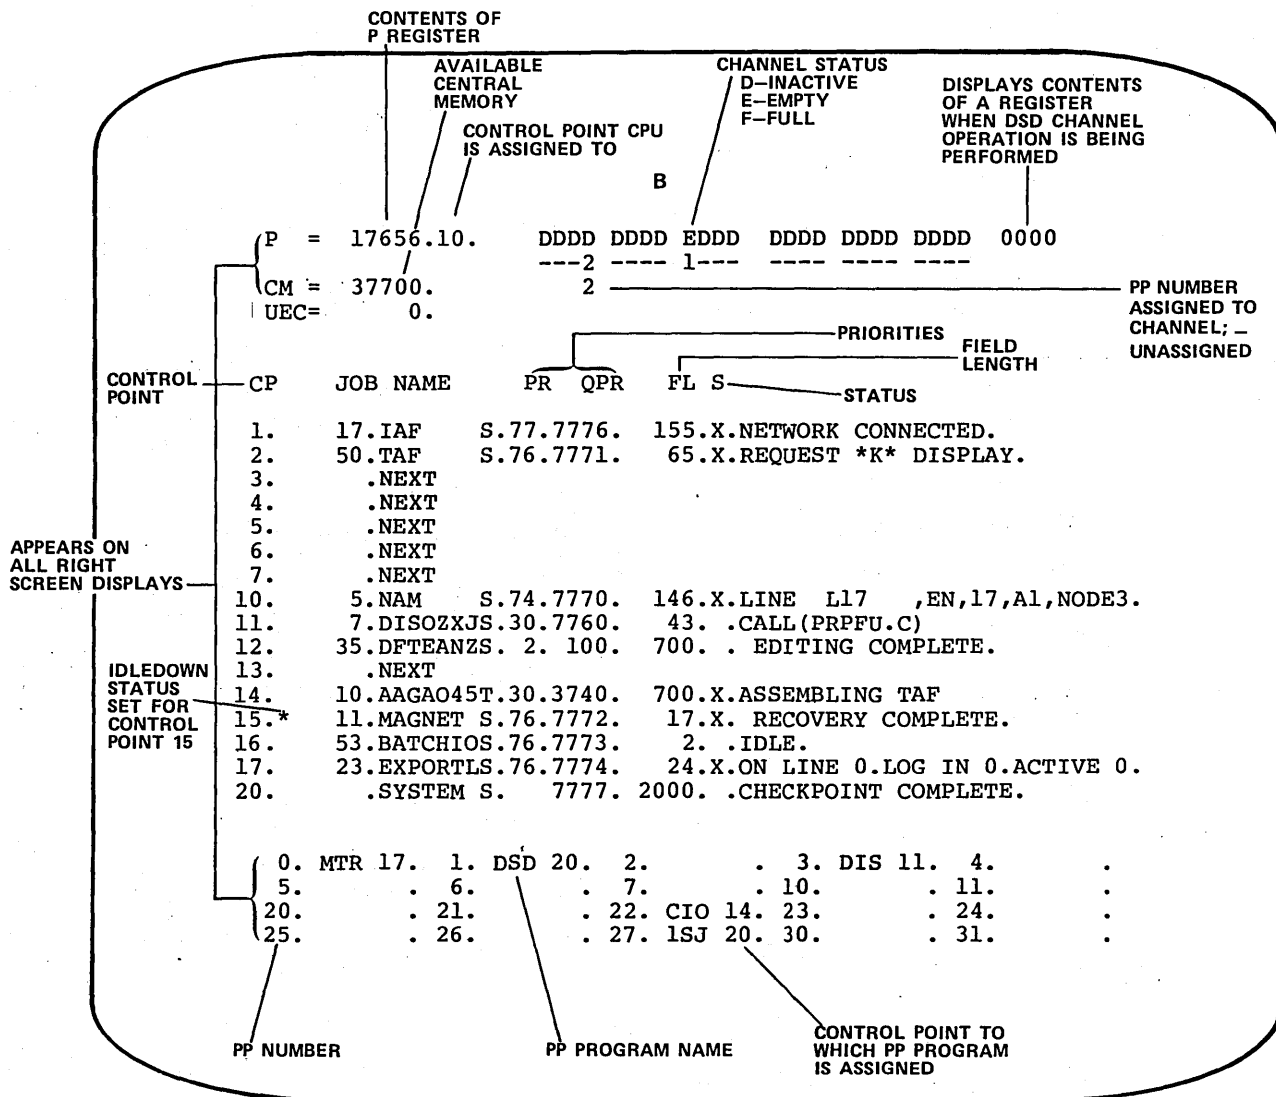 CONTENTS OF
P REGISTER
AVAILABLE
CENTRAL
MEMORY
CONTROL POINT CPU
IS ASSIGNED TO
CHANNEL STATUS
D—INACTIVE
E—EMPTY
F—FULL
DISPLAYS CONTENTS
OF A REGISTER
WHEN DSD CHANNEL
OPERATION IS BEING
PERFORMED
B
P = 17656.10. DDDD DDDD EDDD DDDD DDDD DDDD 0000
---2 ---- 1--- ---- ---- ----
CM = 37700. 2
UEC= 0.
PP NUMBER
ASSIGNED TO
CHANNEL; –
UNASSIGNED
PRIORITIES
FIELD
LENGTH
CONTROL
POINT
CP JOB NAME PR QPR FL S
STATUS
1. 17.IAF S.77.7776. 155.X.NETWORK CONNECTED.
2. 50.TAF S.76.7771. 65.X.REQUEST *K* DISPLAY.
3. .NEXT
4. .NEXT
5. .NEXT
6. .NEXT
7. .NEXT
APPEARS ON
ALL RIGHT
SCREEN DISPLAYS
10. 5.NAM S.74.7770. 146.X.LINE L17 ,EN,17,A1,NODE3.
11. 7.DISOZXJS.30.7760. 43. .CALL(PRPFU.C)
12. 35.DFTEANZS. 2. 100. 700. . EDITING COMPLETE.
13. .NEXT
14. 10.AAGAO45T.30.3740. 700.X.ASSEMBLING TAF
15.* 11.MAGNET S.76.7772. 17.X. RECOVERY COMPLETE.
16. 53.BATCHIOS.76.7773. 2. .IDLE.
17. 23.EXPORTLS.76.7774. 24.X.ON LINE 0.LOG IN 0.ACTIVE 0.
20. .SYSTEM S. 7777. 2000. .CHECKPOINT COMPLETE.
IDLEDOWN
STATUS
SET FOR
CONTROL
POINT 15
0. MTR 17. 1. DSD 20. 2. . 3. DIS 11. 4. .
5. . 6. . 7. . 10. . 11. .
20. . 21. . 22. CIO 14. 23. . 24. .
25. . 26. . 27. 1SJ 20. 30. . 31. .
PP NUMBER
PP PROGRAM NAME
CONTROL POINT TO
WHICH PP PROGRAM
IS ASSIGNED